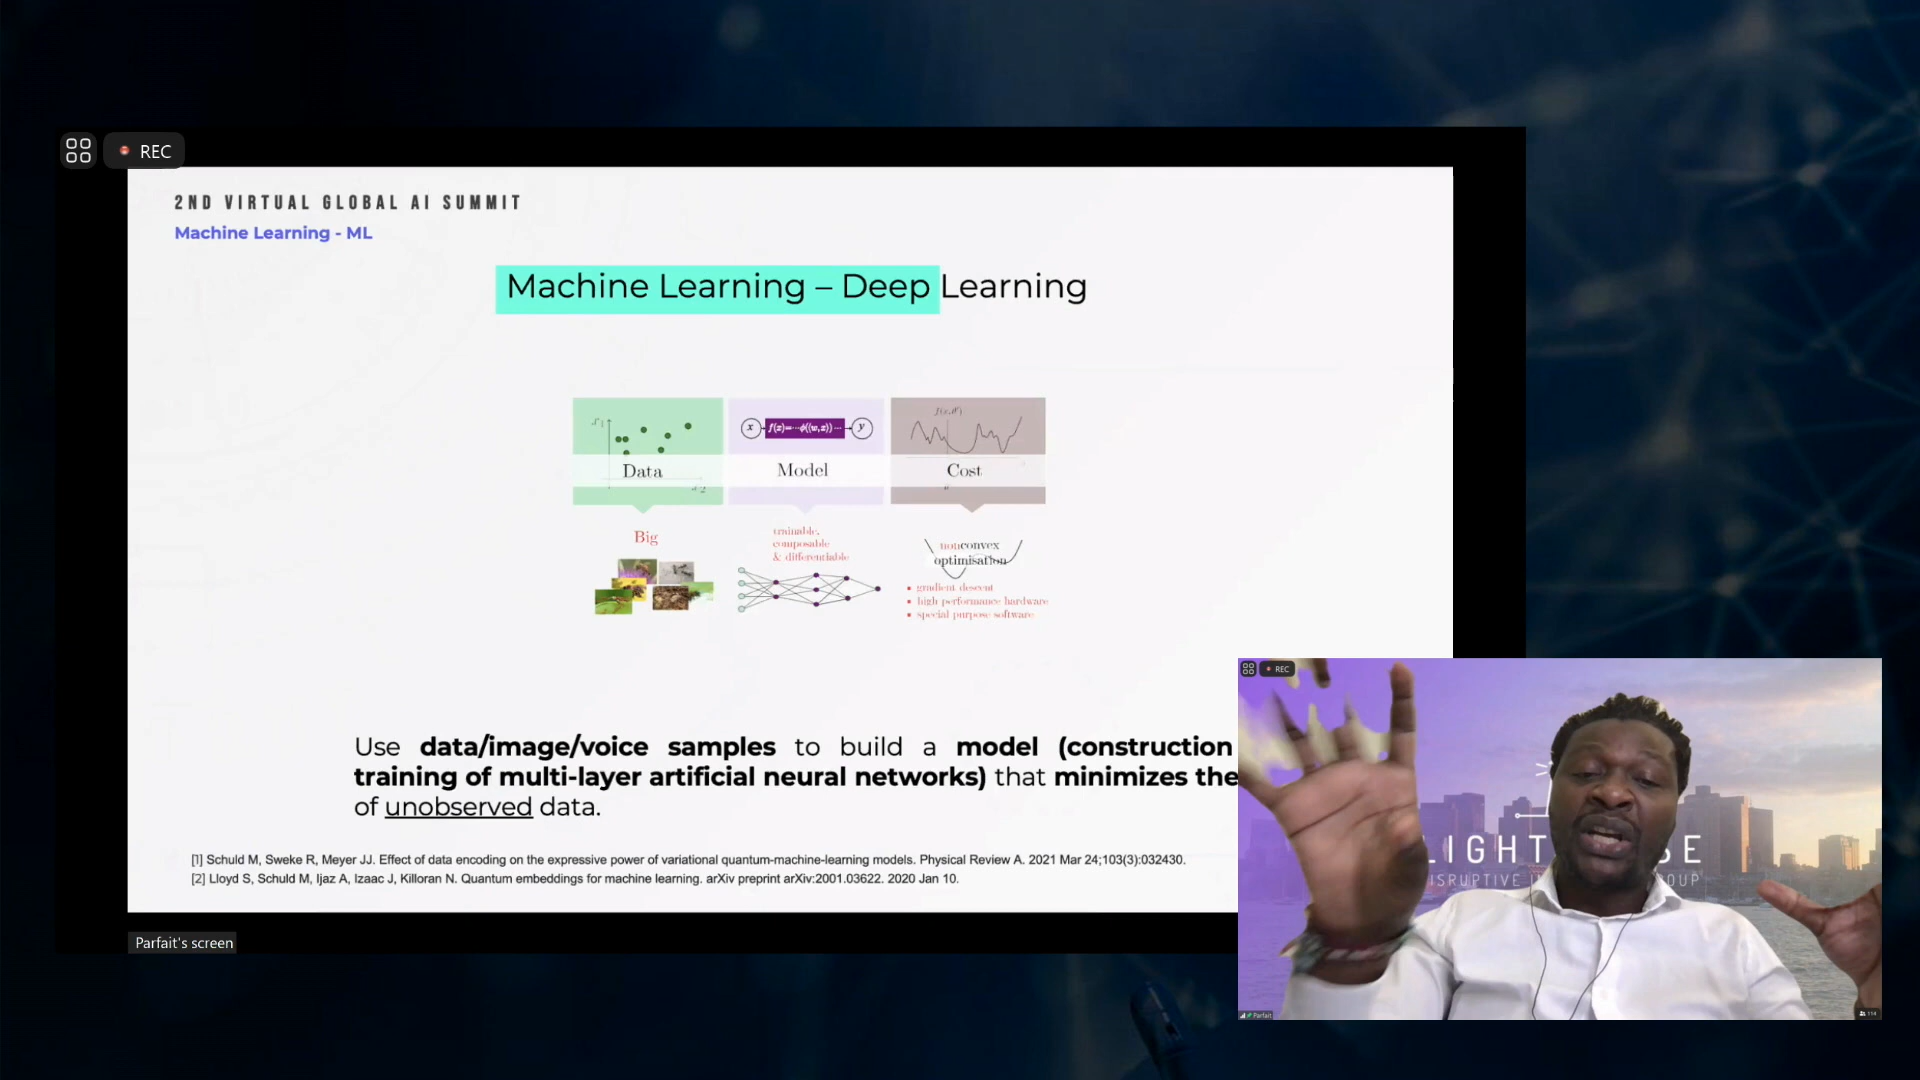 REC
2ND VIRTUAL GLOBAL AI SUMMIT
Machine Learning - ML
Machine Learning – Deep Learning
Data
Model
Cost
x
y
Big
trainable,
composable
& differentiable
nonconvex
optimisation
gradient descent
high performance hardware
special purpose software
Use data/image/voice samples to build a model (construction
training of multi-layer artificial neural networks) that minimizes the
of unobserved data.
[1] Schuld M, Sweke R, Meyer JJ. Effect of data encoding on the expressive power of variational quantum-machine-learning models. Physical Review A. 2021 Mar 24;103(3):032430.
[2] Lloyd S, Schuld M, Ijaz A, Izaac J, Killoran N. Quantum embeddings for machine learning. arXiv preprint arXiv:2001.03622. 2020 Jan 10.
Parfait's screen
REC
LIGHT SE
Parfait
114